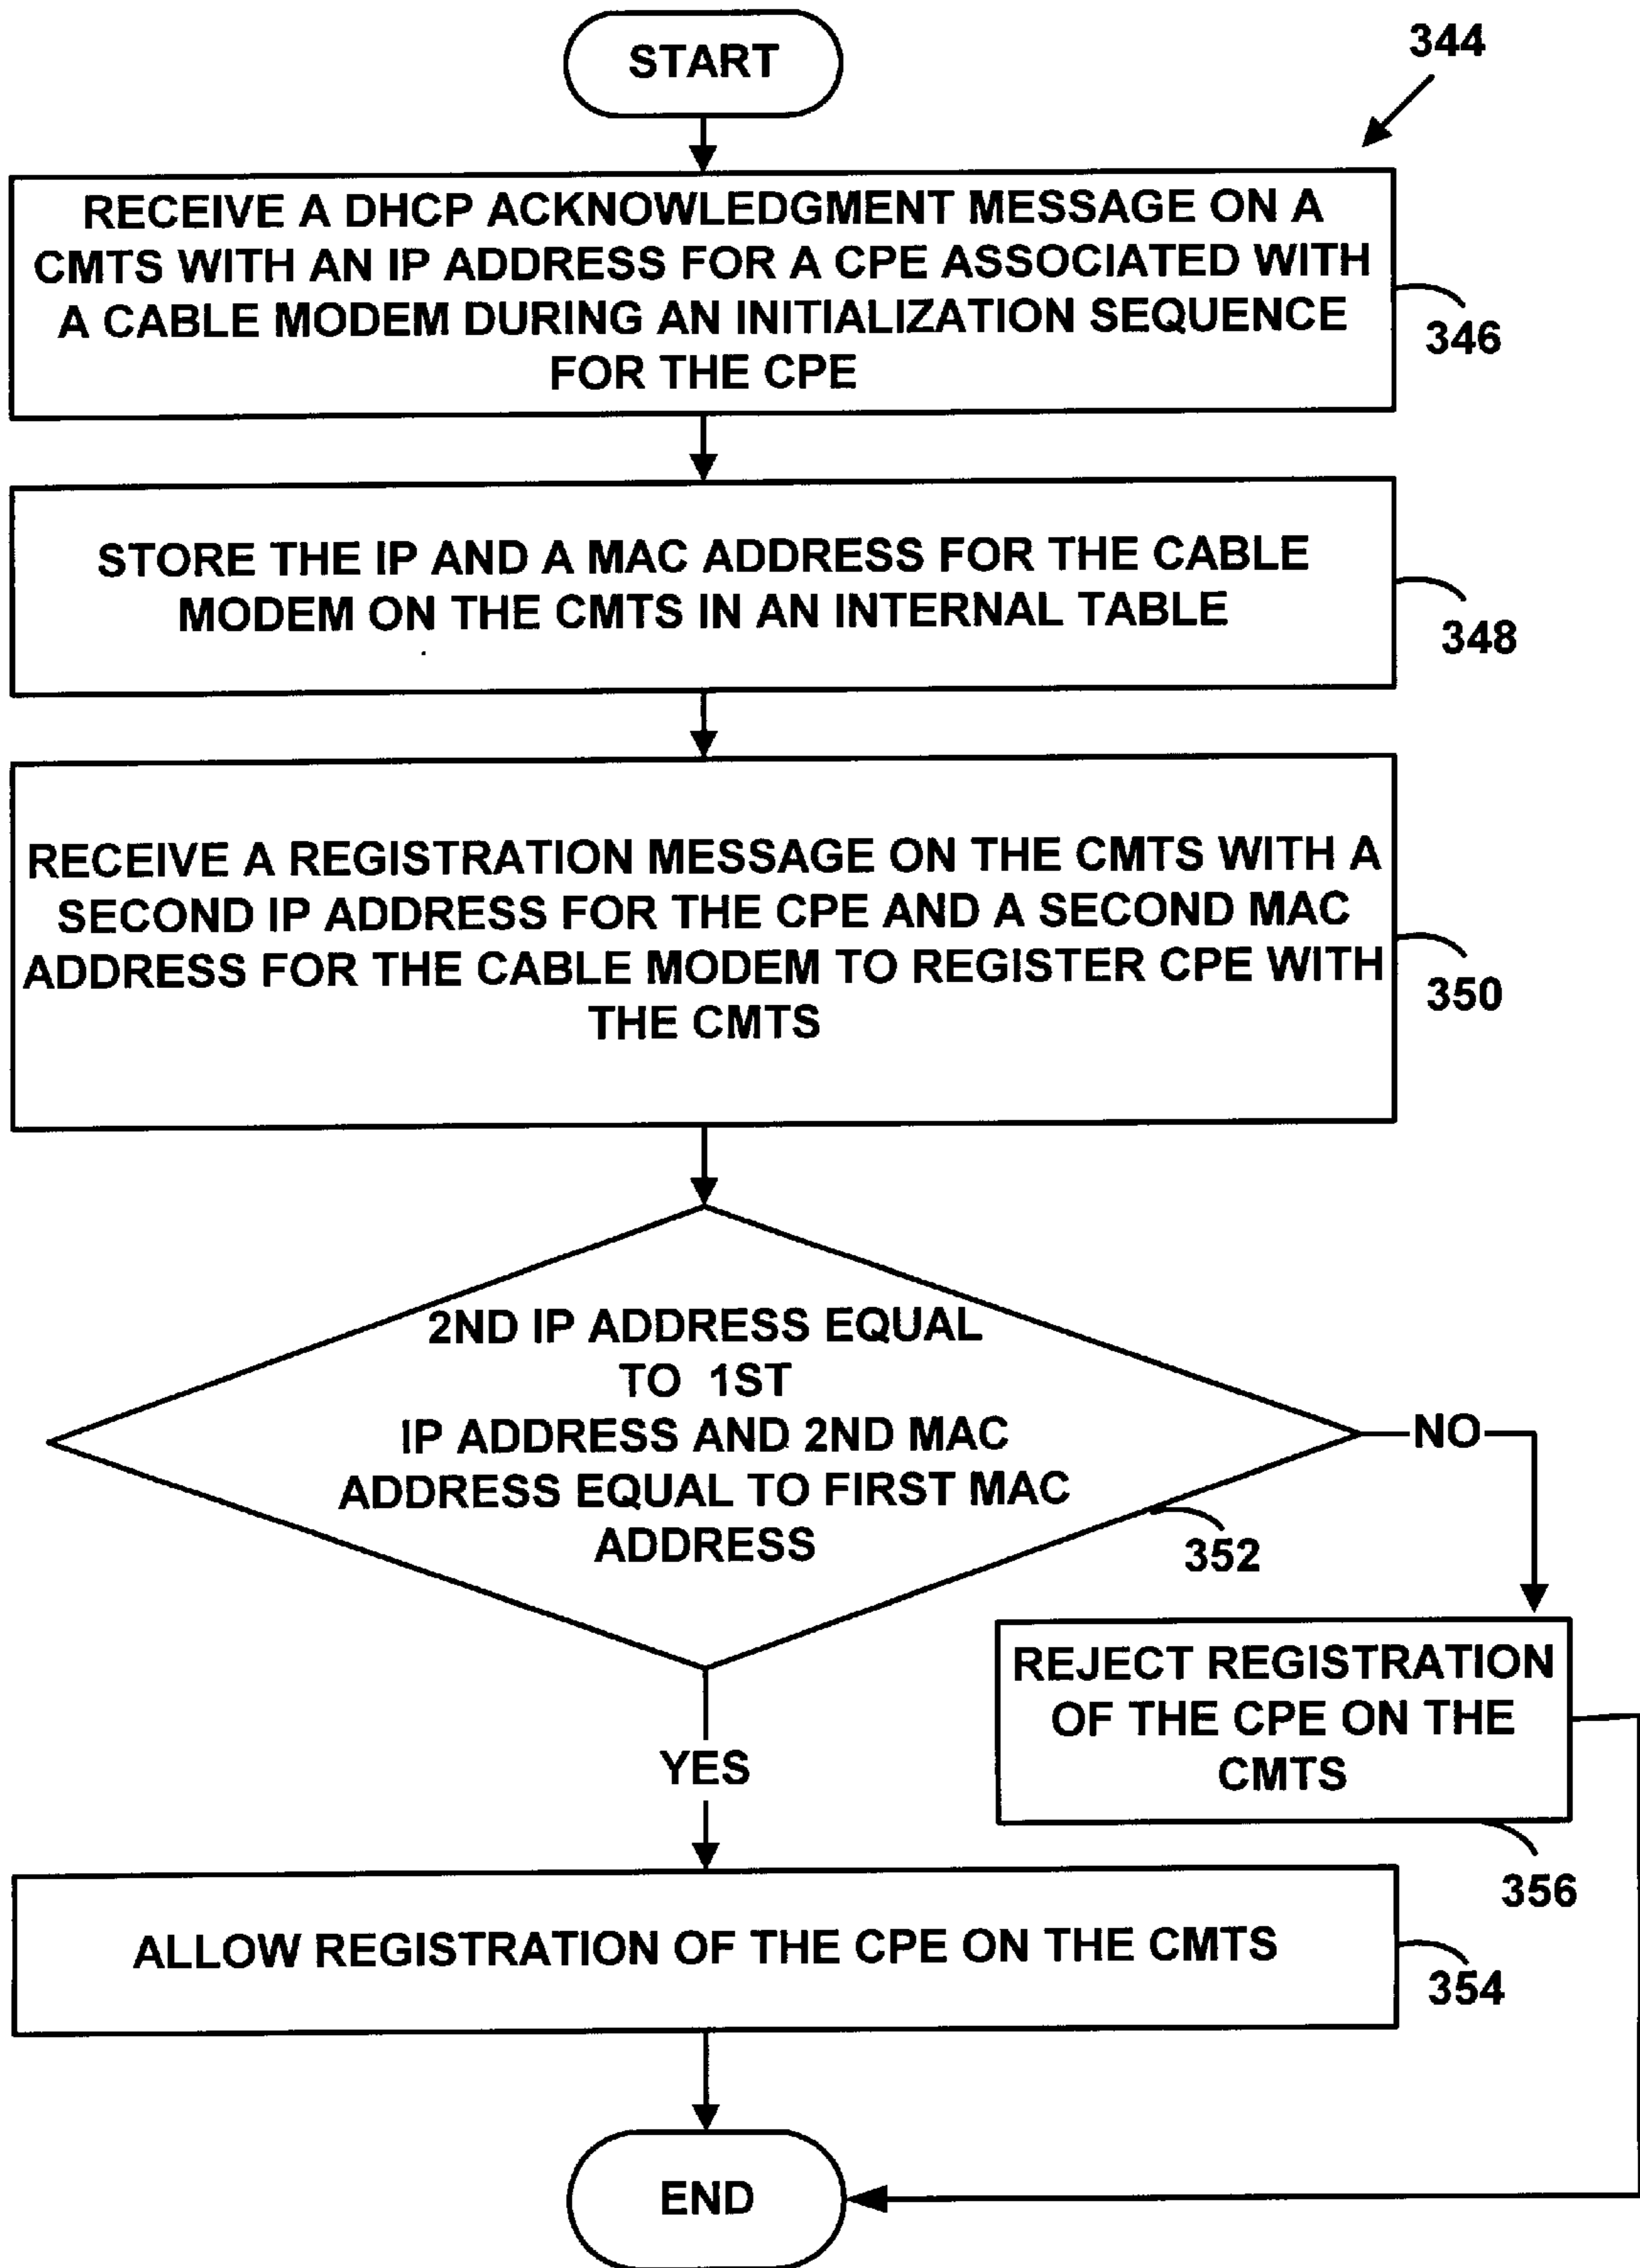 START
344
RECEIVE A DHCP ACKNOWLEDGMENT MESSAGE ON A
CMTS WITH AN IP ADDRESS FOR A CPE ASSOCIATED WITH
A CABLE MODEM DURING AN INITIALIZATION SEQUENCE
FOR THE CPE
346
STORE THE IP AND A MAC ADDRESS FOR THE CABLE
MODEM ON THE CMTS IN AN INTERNAL TABLE
348
RECEIVE A REGISTRATION MESSAGE ON THE CMTS WITH A
SECOND IP ADDRESS FOR THE CPE AND A SECOND MAC
ADDRESS FOR THE CABLE MODEM TO REGISTER CPE WITH
THE CMTS
350
2ND IP ADDRESS EQUAL
TO 1ST
IP ADDRESS AND 2ND MAC
ADDRESS EQUAL TO FIRST MAC
ADDRESS
352
NO
REJECT REGISTRATION
OF THE CPE ON THE
CMTS
356
YES
ALLOW REGISTRATION OF THE CPE ON THE CMTS
354
END